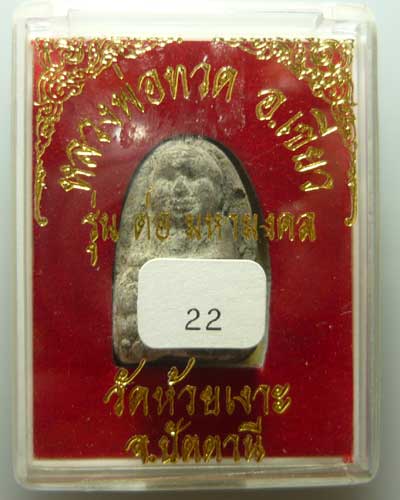 หลวงพ่อทวด อ.เขียว
รุ่น ต่อ มหามงคล
22
วัดห้วยเงาะ
จ.ปัตตานี